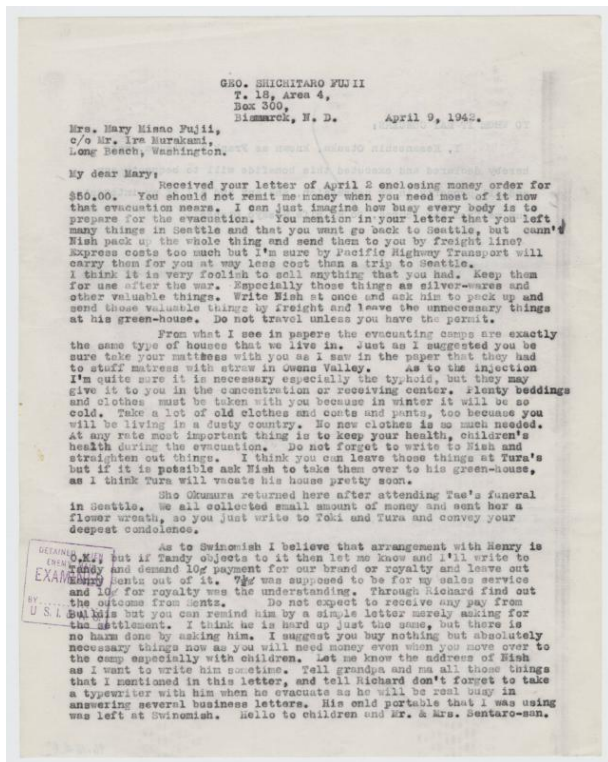 GEO. SHICHITARO FUJII
T. 18, Area 4,
Box 300,
Bismarck, N. D. April 9, 1942.
Mrs. Mary Misao Fujii,
c/o Mr. Ira Murakami,
Long Beach, Washington.
My dear Mary:
Received your letter of April 2 enclosing money order for
$50.00. You should not remit me money when you need most of it now
that evacuation nears. I can just imagine how busy every body is to
prepare for the evacuation. You mention in your letter that you left
many things in Seattle and that you want go back to Seattle, but cann't
Nish pack up the whole thing and send them to you by freight line?
Express costs too much but I'm sure by Pacific Highway Transport will
carry them for you at way less cost than a trip to Seattle.
I think it is very foolish to sell anything that you had. Keep them
for use after the war. Especially those things as silver-wares and
other valuable things. Write Nish at once and ask him to pack up and
send those valuable things by freight and leave the unnecessary things
at his green-house. Do not travel unless you have the permit.
From what I see in papers the evacuating camps are exactly
the same type of houses that we live in. Just as I suggested you be
sure take your mattress with you as I saw in the paper that they had
to stuff matress with straw in Owens Valley. As to the injection
I'm quite sure it is necessary especially the typhoid, but they may
give it to you in the concentration or receiving center. Plenty beddings
and clothes must be taken with you because in winter it will be so
cold. Take a lot of old clothes and coats and pants, too becuase you
will be living in a dusty country. No new clothes is so much needed.
At any rate most important thing is to keep your health, children's
health during the evacuation. Do not forget to write to Nish and
straighten out things. I think you can leave those things at Tura's
but if it is possible ask Nish to take them over to his green-house,
as I think Tura will vacate his house pretty soon.
Sho Okumura returned here after attending Tae's funeral
in Seattle. We all collected small amount of money and sent her a
flower wreath, so you just write to Toki and Tura and convey your
deepest condolence.
As to Swinomish I believe that arrangement with Henry is
O.K., but if Tandy objects to it then let me know and I'll write to
Tandy and demand 10¢ payment for our brand or royalty and leave out
Henry Bents out of it. was supposed to be for my sales service
and 10¢ for royalty was the understanding. Through Richard find out
the outcome from Bents. Do not expect to receive any pay from
but you can remind him by a simple letter merely asking for
the settlement. I think he is hard up just the same, but there is
no harm done by asking him. I suggest you buy nothing but absolutely
necessary things now as you will need money even when you move over to
the camp especially with children. Let me know the address of Nish
as I want to write him sometime. Tell grandpa and ma all those things
that I mentioned in this letter, and tell Richard don't forget to take
a typewriter with him when he evacuate as he will be real busy in
answering several business letters. His onld portable that I was using
was left at Swinomish. Hello to children and Mr. & Mrs. Sentaro-san.
DETAINED ALIEN
ENEMY
EXAMINED
BY
U. S. I. & N.